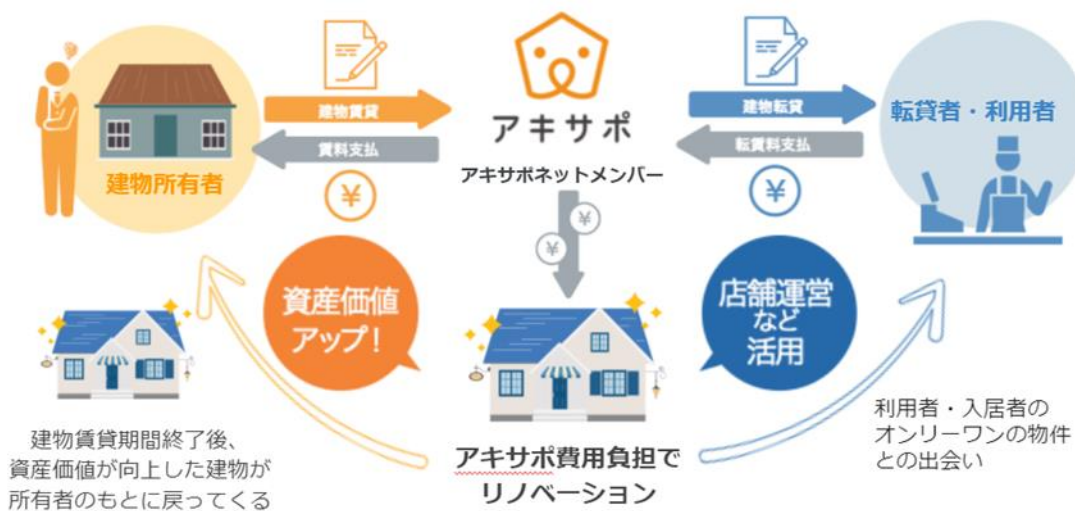 建物所有者
建物賃貸
賃料支払
¥
アキサポ
アキサポネットメンバー
¥
¥
建物転貸
転賃料支払
¥
転貸者・利用者
資産価値
アップ！
店舗運営
など
活用
建物賃貸期間終了後、
資産価値が向上した建物が
所有者のもとに戻ってくる
アキサポ費用負担で
リノベーション
利用者・入居者の
オンリーワンの物件
との出会い